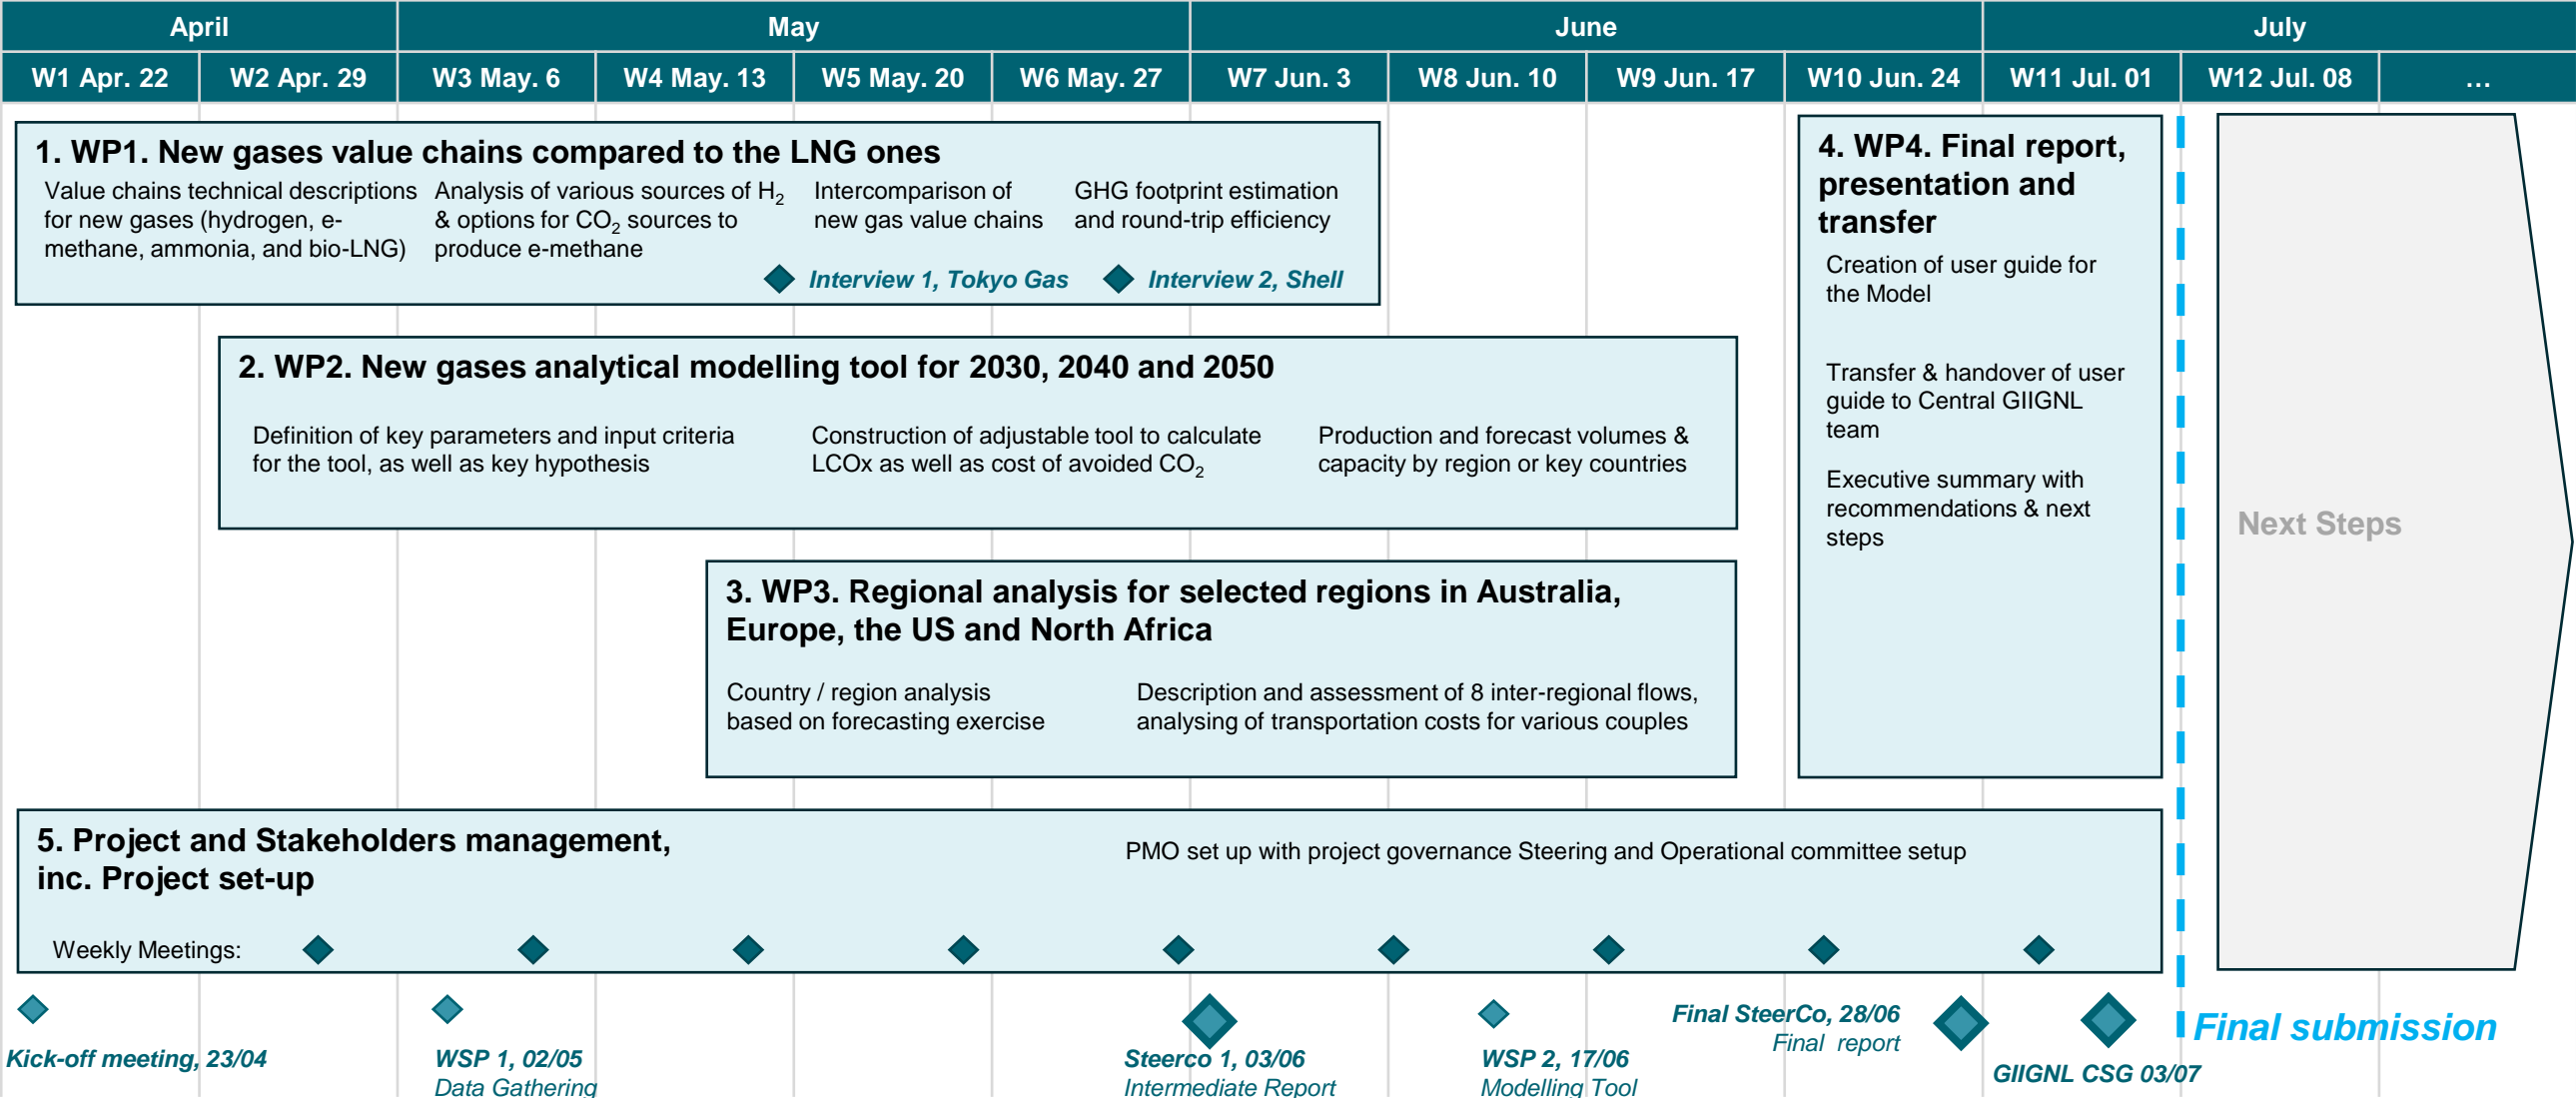 April May June July
W1 Apr. 22 W2 Apr. 29 W3 May. 6 W4 May. 13 W5 May. 20 W6 May. 27 W7 Jun. 3 W8 Jun. 10 W9 Jun. 17 W10 Jun. 24 W11 Jul. 01 W12 Jul. 08 …
1. WP1. New gases value chains compared to the LNG ones
Value chains technical descriptions
for new gases (hydrogen, e-
methane, ammonia, and bio-LNG)
Analysis of various sources of H2
& options for CO2 sources to
produce e-methane
Intercomparison of
new gas value chains
GHG footprint estimation
and round-trip efficiency
Interview 1, Tokyo Gas
Interview 2, Shell
2. WP2. New gases analytical modelling tool for 2030, 2040 and 2050
Definition of key parameters and input criteria
for the tool, as well as key hypothesis
Construction of adjustable tool to calculate
LCOx as well as cost of avoided CO2
Production and forecast volumes &
capacity by region or key countries
3. WP3. Regional analysis for selected regions in Australia,
Europe, the US and North Africa
Country / region analysis
based on forecasting exercise
Description and assessment of 8 inter-regional flows,
analysing of transportation costs for various couples
4. WP4. Final report,
presentation and
transfer
Creation of user guide for
the Model
Transfer & handover of user
guide to Central GIIGNL
team
Executive summary with
recommendations & next
steps
Next Steps
5. Project and Stakeholders management,
inc. Project set-up
PMO set up with project governance Steering and Operational committee setup
Weekly Meetings:
Kick-off meeting, 23/04
WSP 1, 02/05
Data Gathering
Steerco 1, 03/06
Intermediate Report
WSP 2, 17/06
Modelling Tool
Final SteerCo, 28/06
Final report
GIIGNL CSG 03/07
Final submission